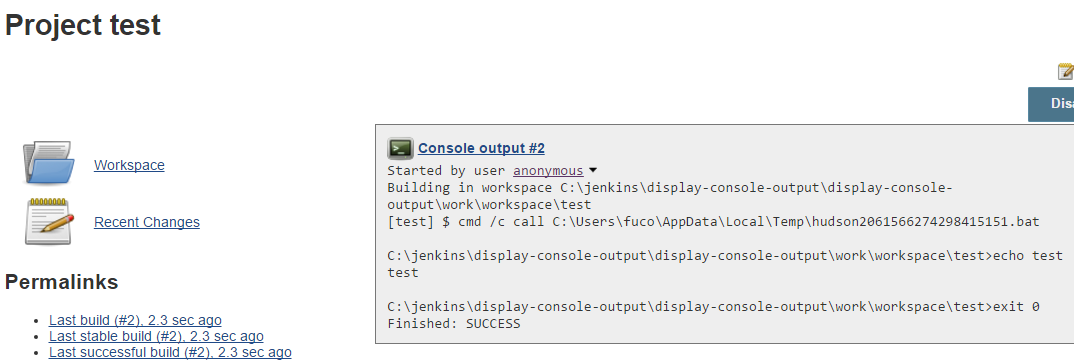 Project test
Disa
Workspace
Recent Changes
Permalinks
Last build (#2), 2.3 sec ago
Last stable build (#2), 2.3 sec ago
Last successful build (#2), 2.3 sec ago
Console output #2
Started by user anonymous
Building in workspace C:\jenkins\display-console-output\display-console-
output\work\workspace\test
[test] $ cmd /c call C:\Users\fuco\AppData\Local\Temp\hudson2061566274298415151.bat
C:\jenkins\display-console-output\display-console-output\work\workspace\test>echo test
test
C:\jenkins\display-console-output\display-console-output\work\workspace\test>exit 0
Finished: SUCCESS